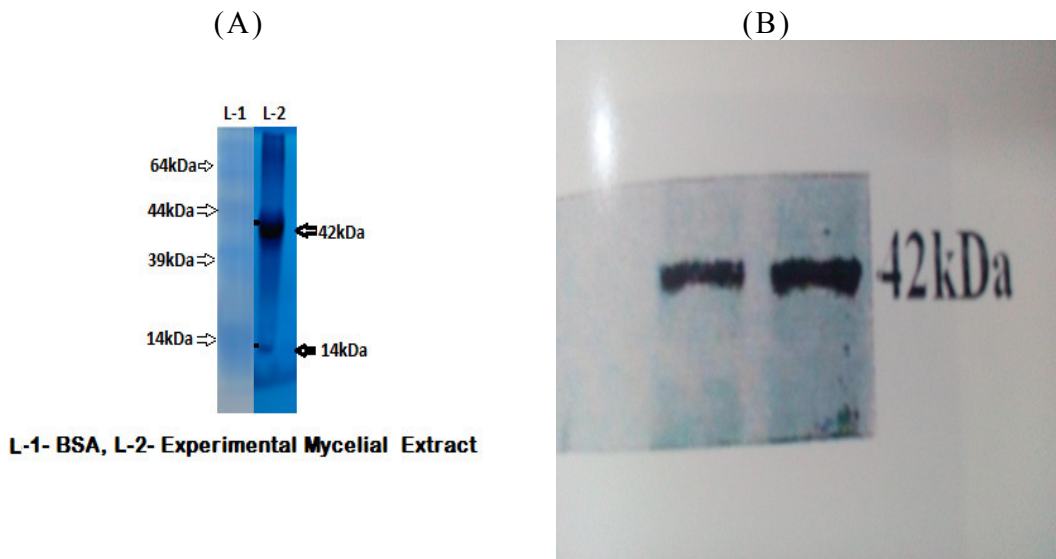 (A)
(B)
L-1 L-2
64kDa
44kDa
42kDa
39kDa
14kDa
14kDa
L-1- BSA, L-2- Experimental Mycelial Extract
42kDa